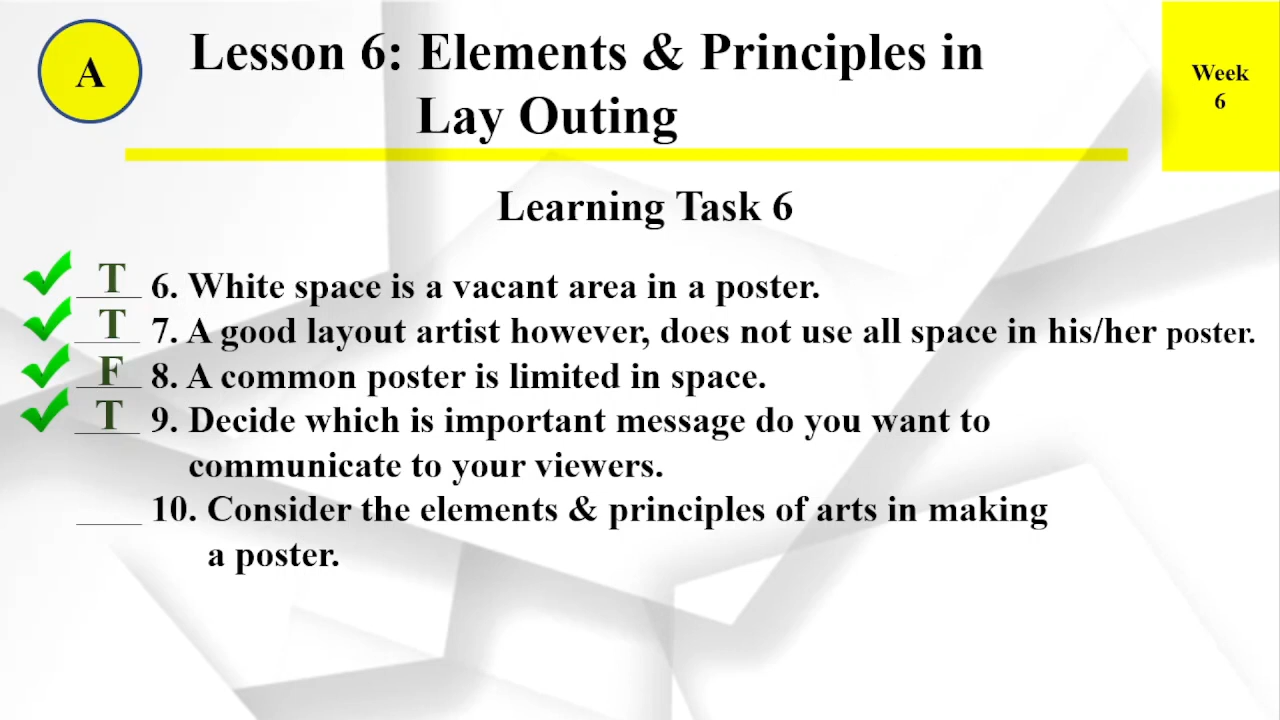 A
Lesson 6: Elements & Principles in
Lay Outing
Week
6
Learning Task 6
T 6. White space is a vacant area in a poster.
T 7. A good layout artist however, does not use all space in his/her poster.
F 8. A common poster is limited in space.
T 9. Decide which is important message do you want to
communicate to your viewers.
____ 10. Consider the elements & principles of arts in making
a poster.